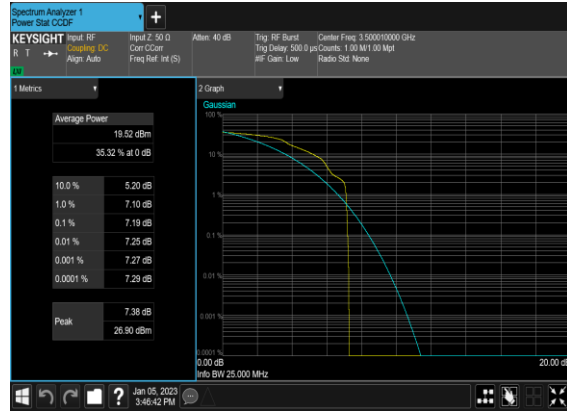 Spectrum Analyzer 1
Power Stat CCDF
+
KEYSIGHT
R T
LXI
Input: RF
Coupling: DC
Align: Auto
Input Z: 50 Ω
Corr CCorr
Freq Ref: Int (S)
Atten: 40 dB
Trig: RF Burst
Trig Delay: 500.0 µs
#IF Gain: Low
Center Freq: 3.500010000 GHz
Counts: 1.00 M/1.00 Mpt
Radio Std: None
1 Metrics
Average Power
19.52 dBm
35.32 % at 0 dB
10.0 % 5.20 dB
1.0 % 7.10 dB
0.1 % 7.19 dB
0.01 % 7.25 dB
0.001 % 7.27 dB
0.0001 % 7.29 dB
Peak
7.38 dB
26.90 dBm
2 Graph
Gaussian
100 %
10 %
1 %
0.1 %
0.01 %
0.001 %
0.0001 %
0.00 dB
20.00 dB
Info BW 25.000 MHz
?
Jan 05, 2023
3:46:42 PM